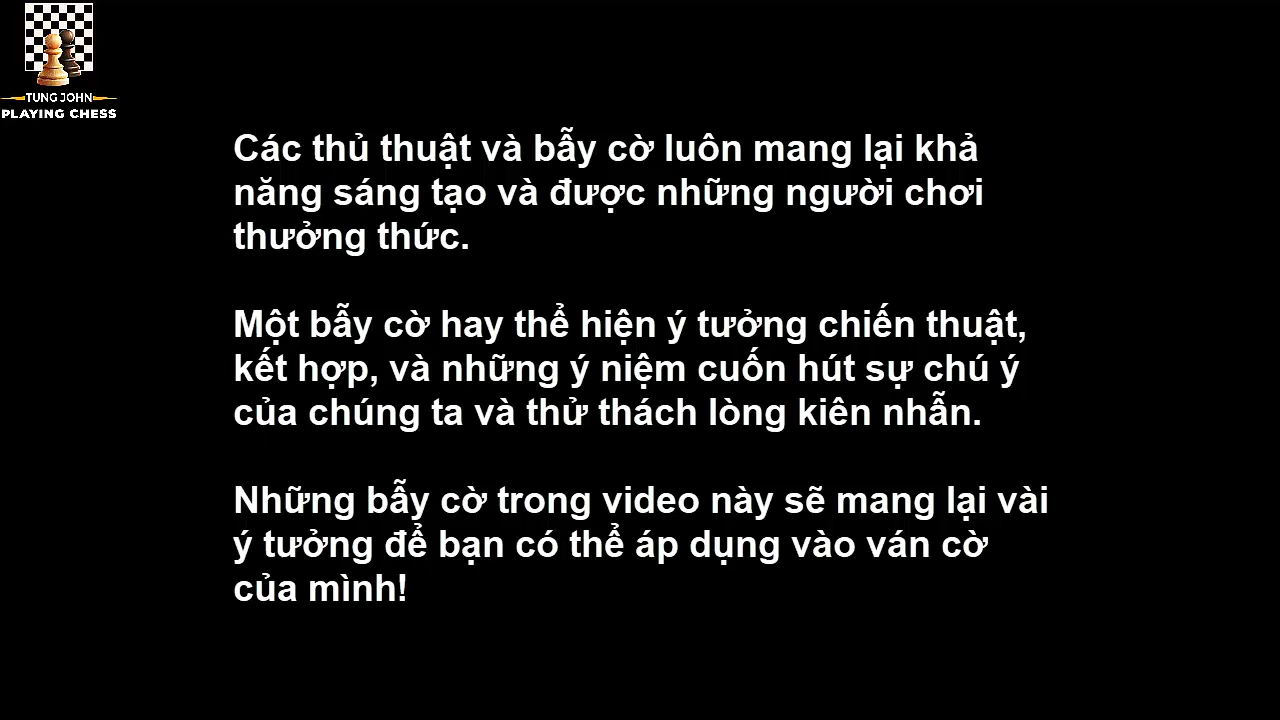 TUNG JOHN
PLAYING CHESS
Các thủ thuật và bẫy cờ luôn mang lại khả
năng sáng tạo và được những người chơi
thưởng thức.
Một bẫy cờ hay thể hiện ý tưởng chiến thuật,
kết hợp, và những ý niệm cuốn hút sự chú ý
của chúng ta và thử thách lòng kiên nhẫn.
Những bẫy cờ trong video này sẽ mang lại vài
ý tưởng để bạn có thể áp dụng vào ván cờ
của mình!